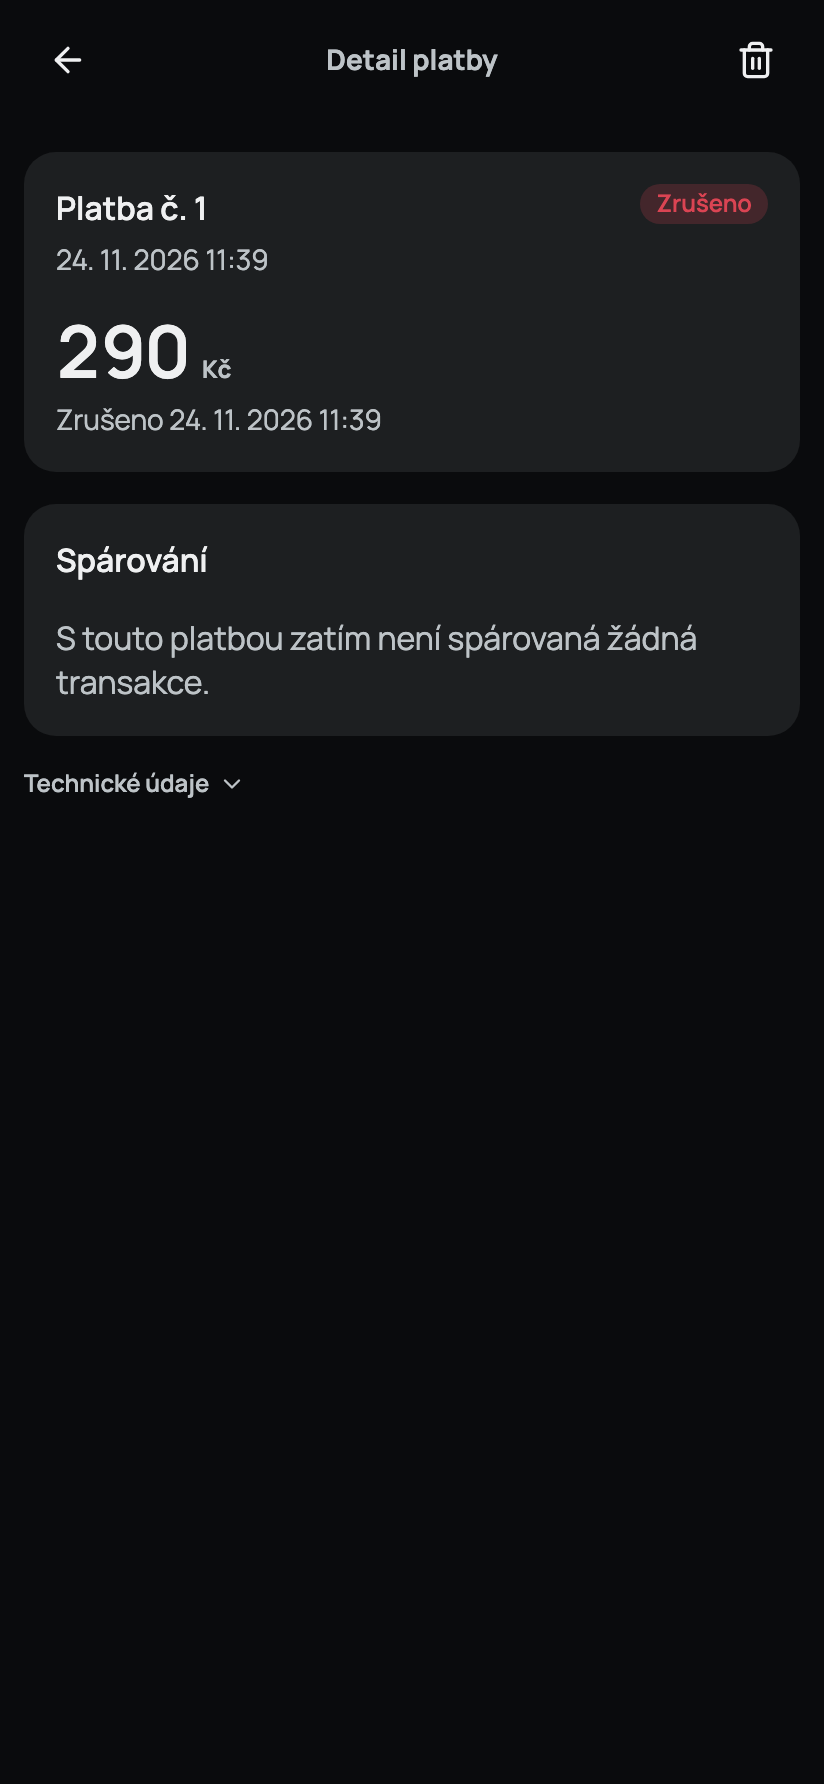 Detail platby
Platba č. 1
Zrušeno
24. 11. 2026 11:39
290 Kč
Zrušeno 24. 11. 2026 11:39
Spárování
S touto platbou zatím není spárovaná žádná
transakce.
Technické údaje